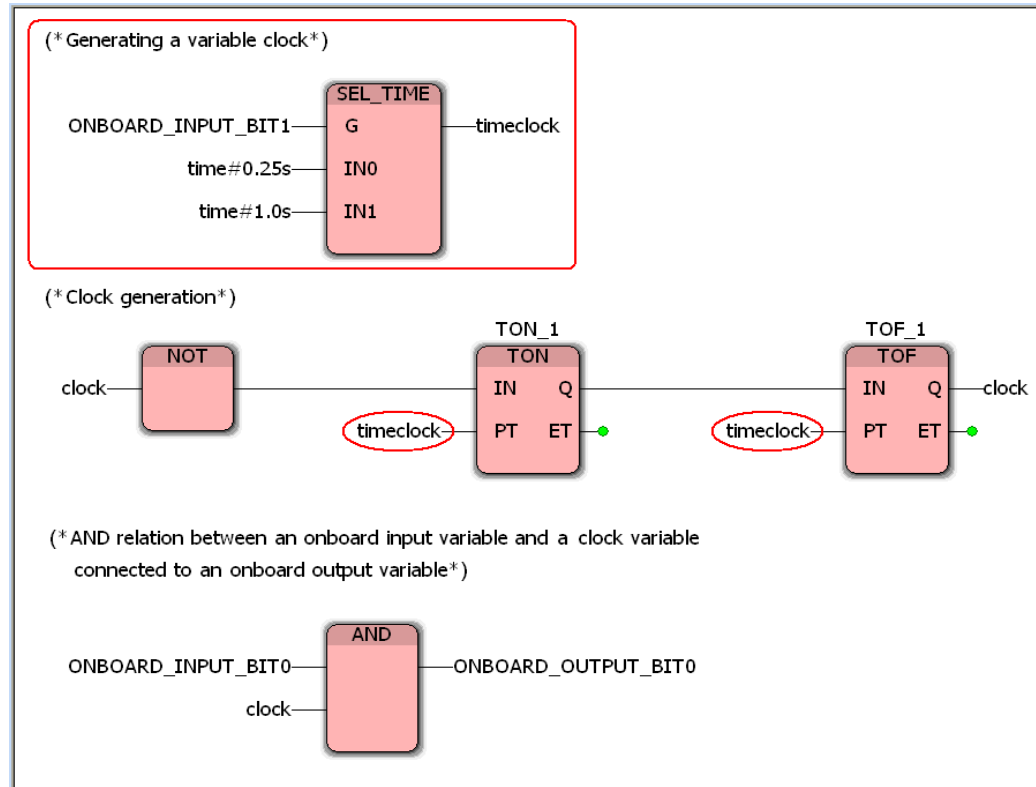 (*Generating a variable clock*)
SEL_TIME
ONBOARD_INPUT_BIT1 G timeclock
time#0.25s IN0
time#1.0s IN1
(*Clock generation*)
TON_1 TOF_1
NOT TON TOF
clock IN Q IN Q clock
timeclock PT ET timeclock PT ET
(*AND relation between an onboard input variable and a clock variable
connected to an onboard output variable*)
AND
ONBOARD_INPUT_BIT0 ONBOARD_OUTPUT_BIT0
clock